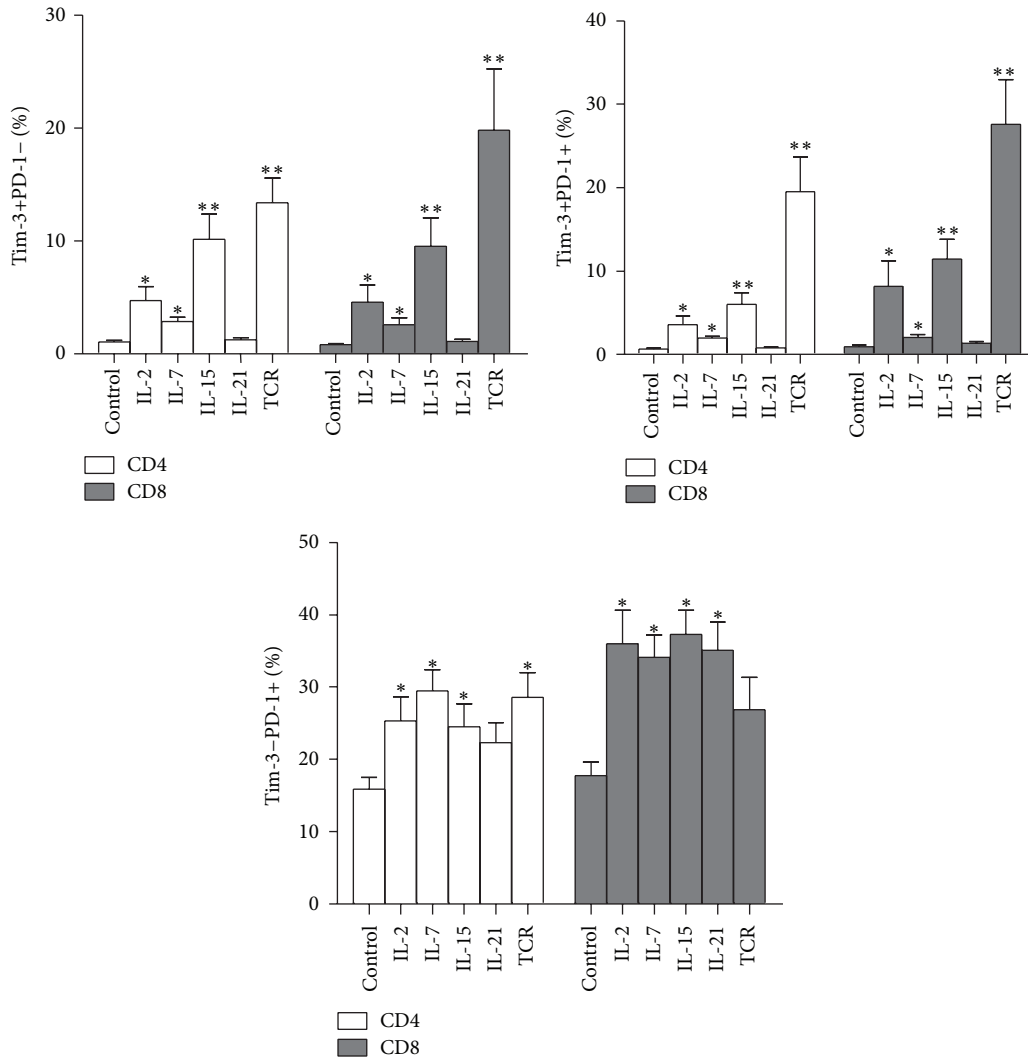 30
20
10
0
Tim-3+PD-1− (%)
* * ** ** * * ** **
Control IL-2 IL-7 IL-15 IL-21 TCR Control IL-2 IL-7 IL-15 IL-21 TCR
CD4
CD8
40
30
20
10
0
Tim-3+PD-1+ (%)
* * ** ** * * ** **
Control IL-2 IL-7 IL-15 IL-21 TCR Control IL-2 IL-7 IL-15 IL-21 TCR
CD4
CD8
50
40
30
20
10
0
Tim-3−PD-1+ (%)
* * * * * * * *
Control IL-2 IL-7 IL-15 IL-21 TCR Control IL-2 IL-7 IL-15 IL-21 TCR
CD4
CD8